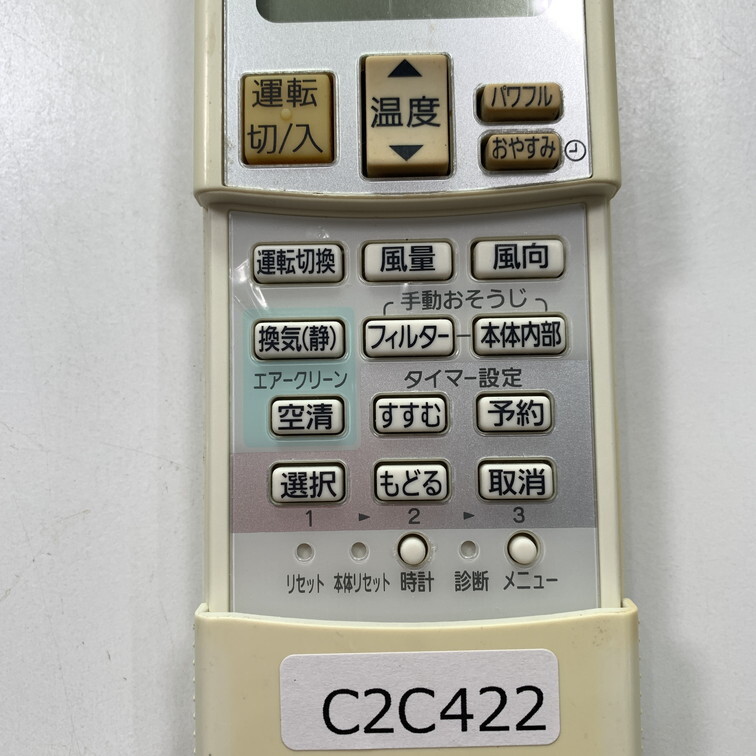 運転
切/入
温度
パワフル
おやすみ
運転切換
風量
風向
手動おそうじ
換気(静)
フィルター
本体内部
エアークリーン
タイマー設定
空清
すすむ
予約
選択
もどる
取消
1 ► 2 ► 3
リセット
本体リセット
時計
診断
メニュー
C2C422